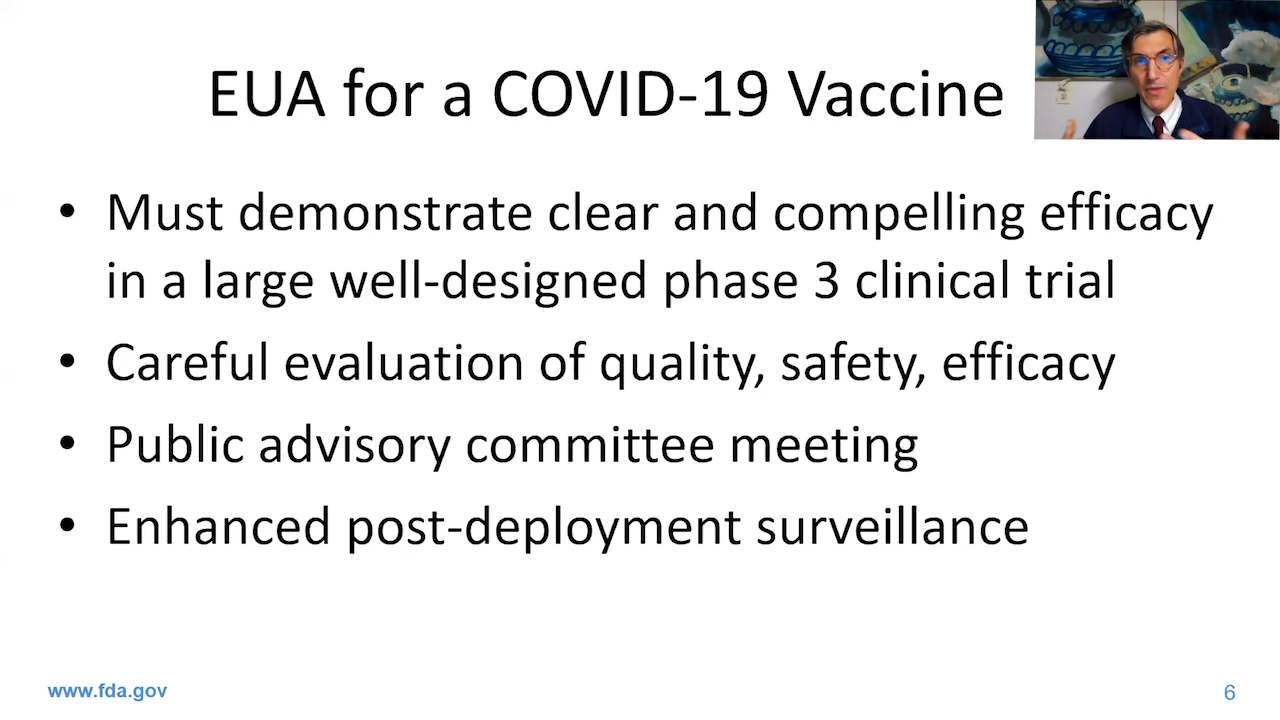 EUA for a COVID-19 Vaccine
• Must demonstrate clear and compelling efficacy
in a large well-designed phase 3 clinical trial
• Careful evaluation of quality, safety, efficacy
• Public advisory committee meeting
• Enhanced post-deployment surveillance
www.fda.gov
6